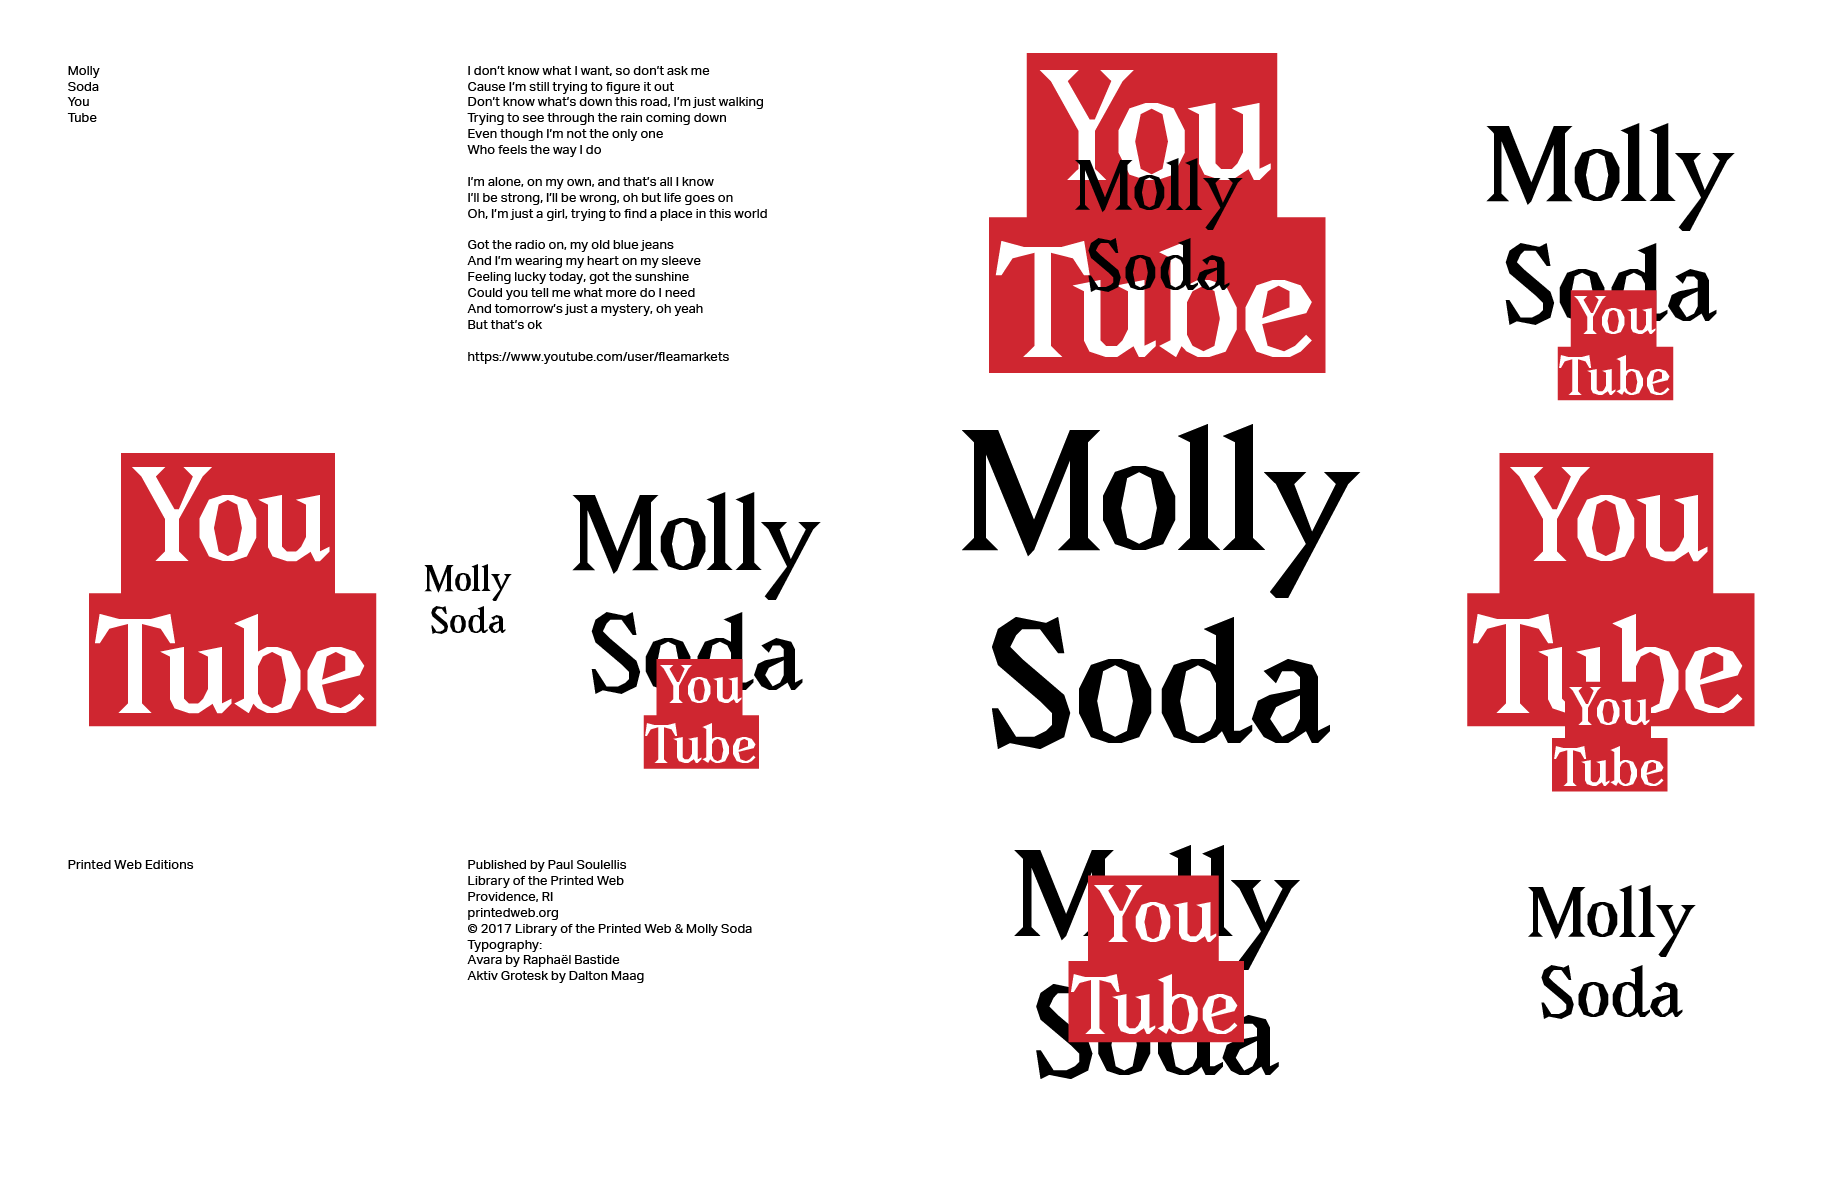 Molly
Soda
You
Tube
I don't know what I want, so don't ask me
Cause I'm still trying to figure it out
Don't know what's down this road, I'm just walking
Trying to see through the rain coming down
Even though I'm not the only one
Who feels the way I do
I'm alone, on my own, and that's all I know
I'll be strong, I'll be wrong, oh but life goes on
Oh, I'm just a girl, trying to find a place in this world
Got the radio on, my old blue jeans
And I'm wearing my heart on my sleeve
Feeling lucky today, got the sunshine
Could you tell me what more do I need
And tomorrow's just a mystery, oh yeah
But that's ok
https://www.youtube.com/user/fleamarkets
You
Tube
Molly
Soda
Molly
Soda
You
Tube
Printed Web Editions
Published by Paul Soulellis
Library of the Printed Web
Providence, RI
printedweb.org
© 2017 Library of the Printed Web & Molly Soda
Typography:
Avara by Raphaël Bastide
Aktiv Grotesk by Dalton Maag
You
Tube
Molly
Soda
Molly
Soda
You
Tube
Molly
Soda
You
Tube
You
Tube
Molly
Soda
You
Tube
Molly
Soda